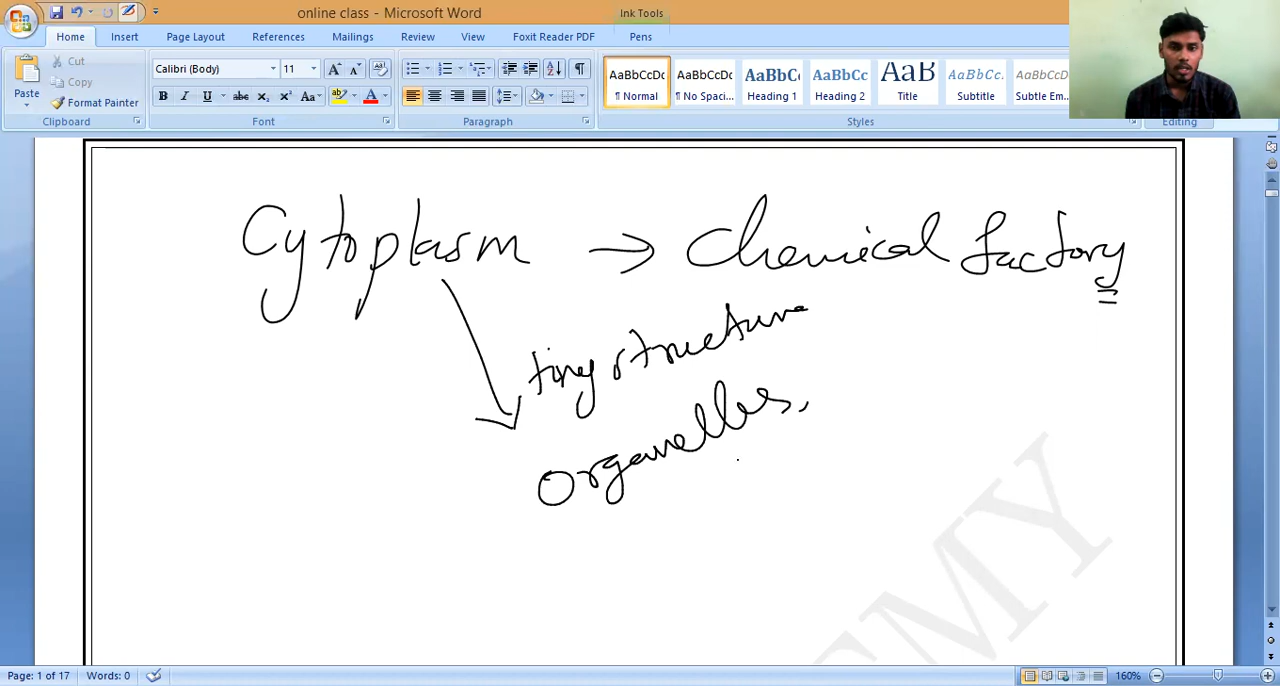 online class - Microsoft Word
Ink Tools
Home Insert Page Layout References Mailings Review View Foxit Reader PDF Pens
Paste
Cut
Copy
Format Painter
Clipboard
Calibri (Body) 11
Font
Paragraph
AaBbCcDc AaBbCcDc AaBbC AaBbCc AaB AaBbCc. AaBbCcDc
¶ Normal ¶ No Spaci... Heading 1 Heading 2 Title Subtitle Subtle Em...
Styles
Editing
Cytoplasm → Chemical factory
tiny structure
organelles,
EMY
Page: 1 of 17 Words: 0 160%